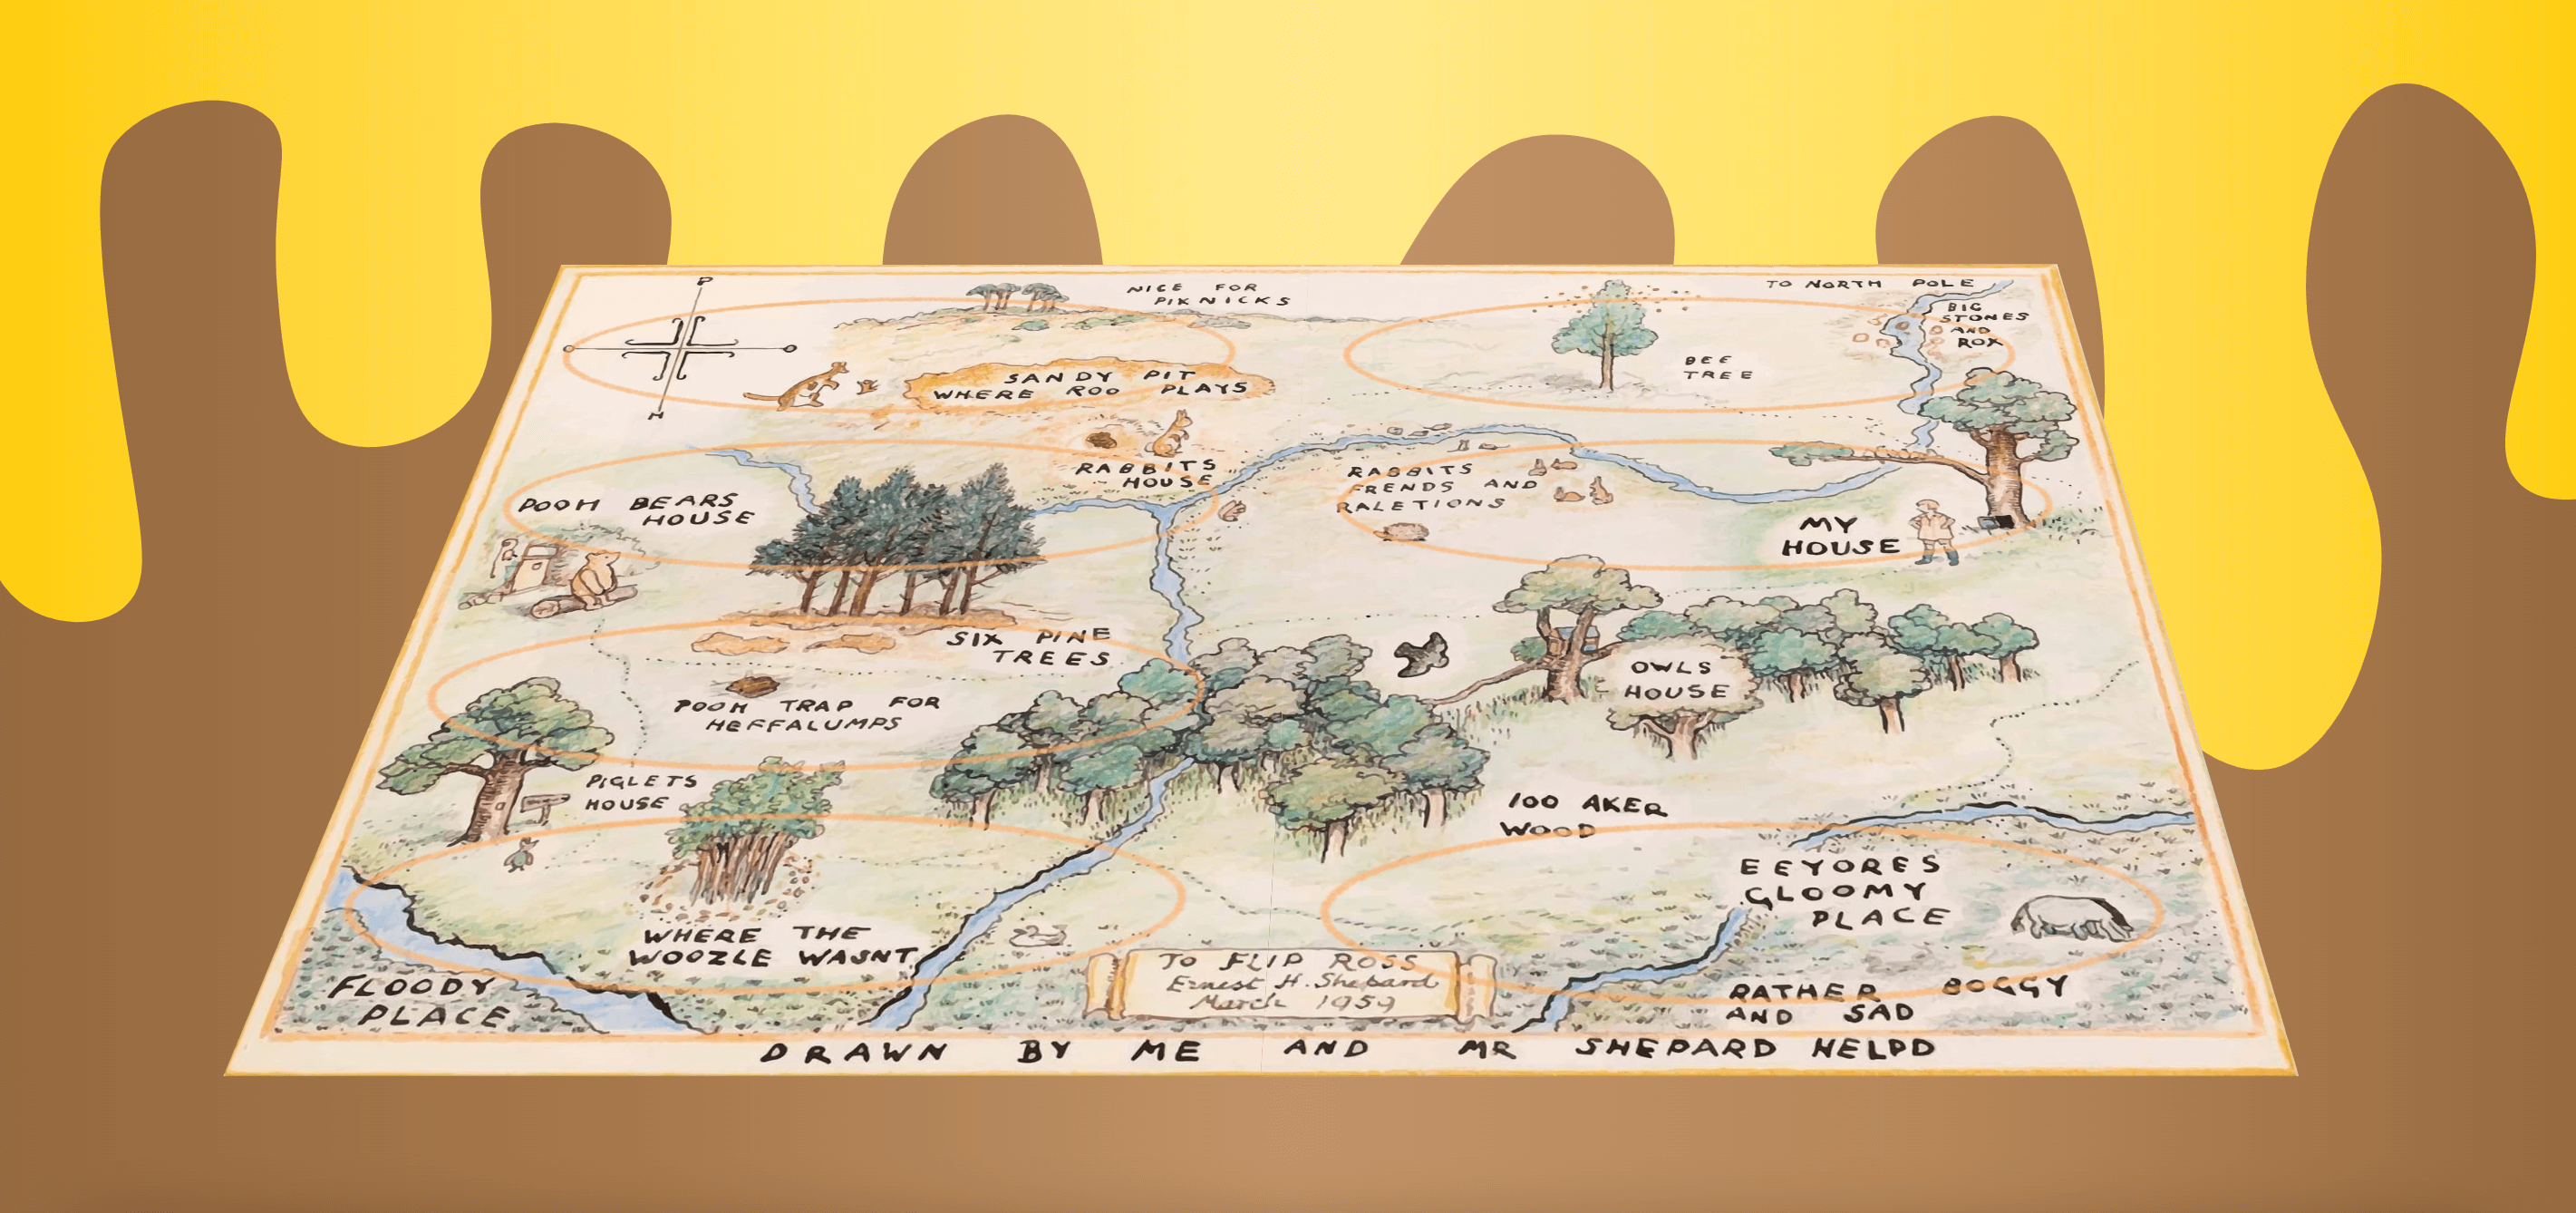 P
NICE FOR
PIKNICKS
TO NORTH POLE
BIG
STONES
AND
ROX
O
O
H
BEE
TREE
SANDY PIT
WHERE ROO PLAYS
RABBITS
HOUSE
RABBITS
FRENDS AND
RALETIONS
POOH BEARS
HOUSE
MY
HOUSE
SIX PINE
TREES
OWLS
HOUSE
POOH TRAP FOR
HEFFALUMPS
PIGLETS
HOUSE
100 AKER
WOOD
EEYORES
GLOOMY
PLACE
WHERE THE
WOOZLE WASNT
FLOODY
PLACE
TO FLIP ROSS
Ernest H. Shepard
March 1959
RATHER BOGGY
AND SAD
DRAWN BY ME AND MR SHEPARD HELPD